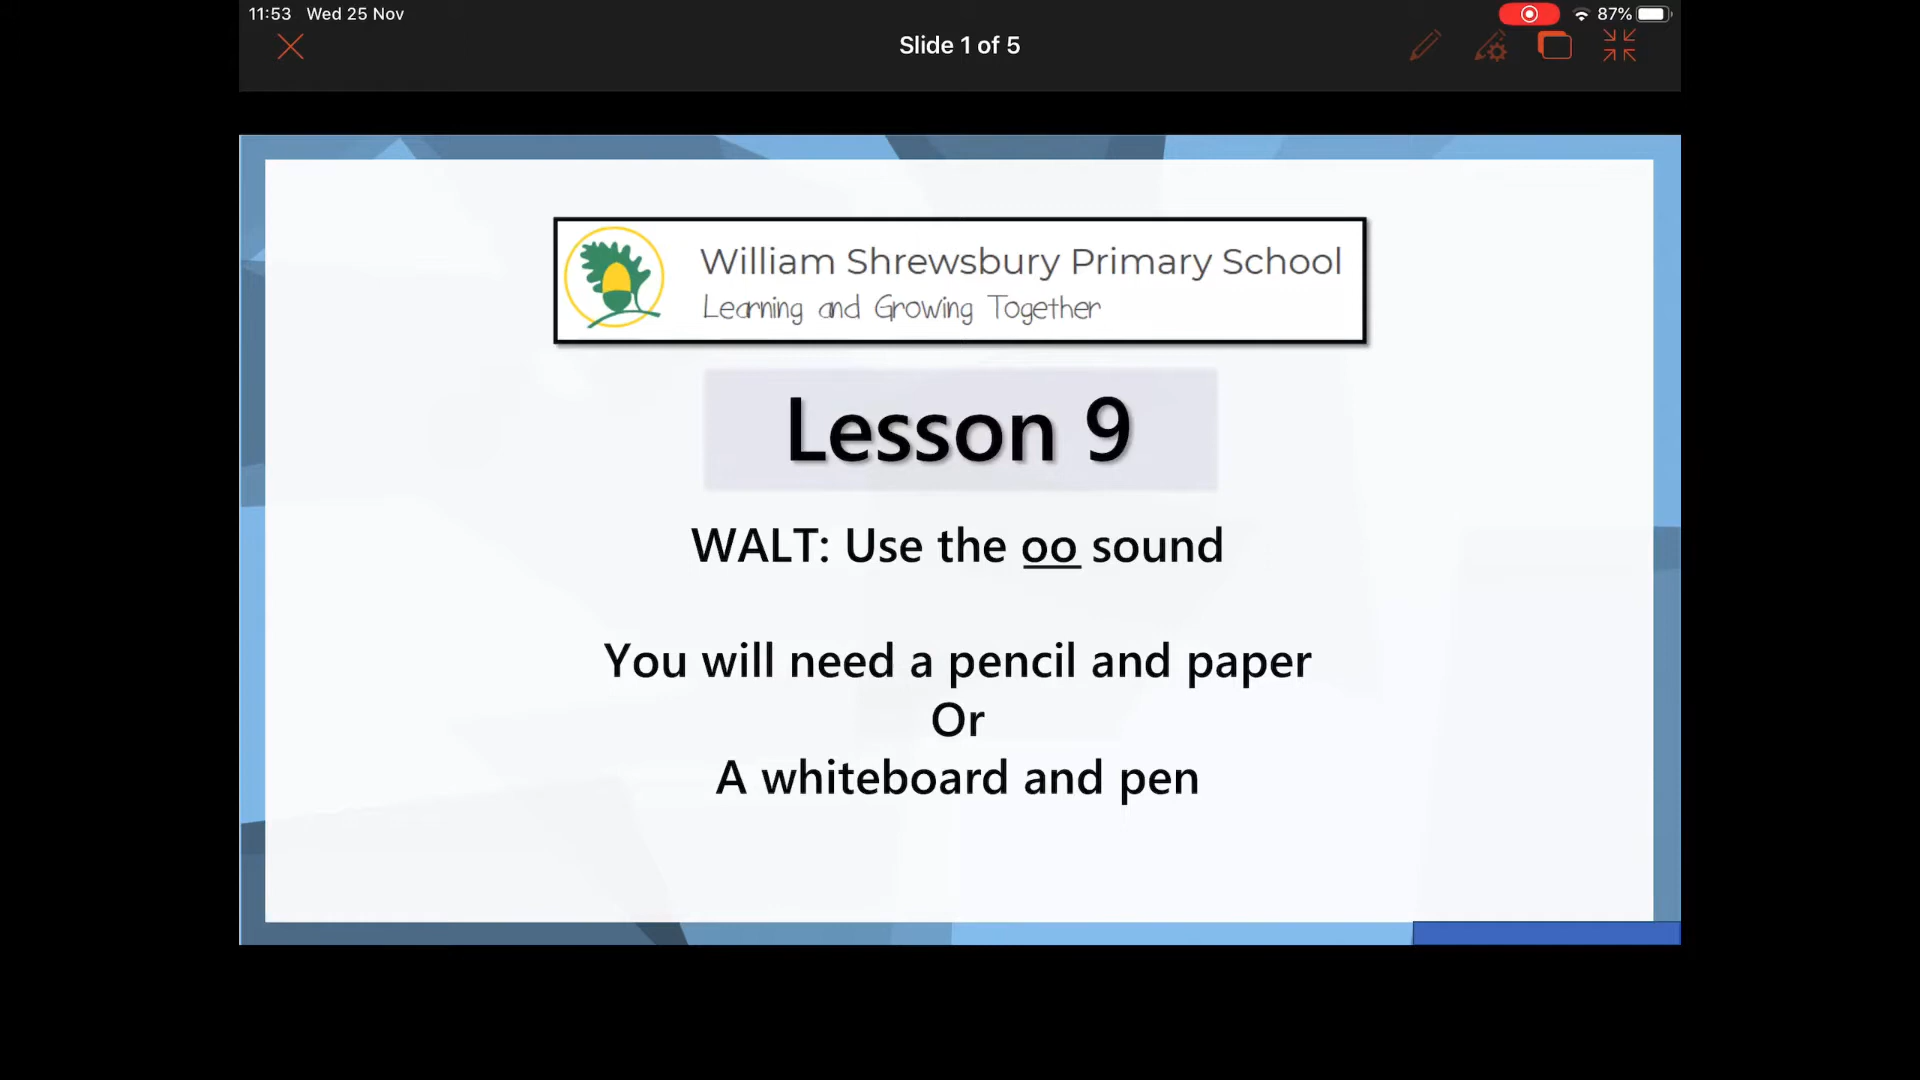 11:53 Wed 25 Nov
87%
Slide 1 of 5
William Shrewsbury Primary School
Learning and Growing Together
Lesson 9
WALT: Use the oo sound
You will need a pencil and paper
Or
A whiteboard and pen